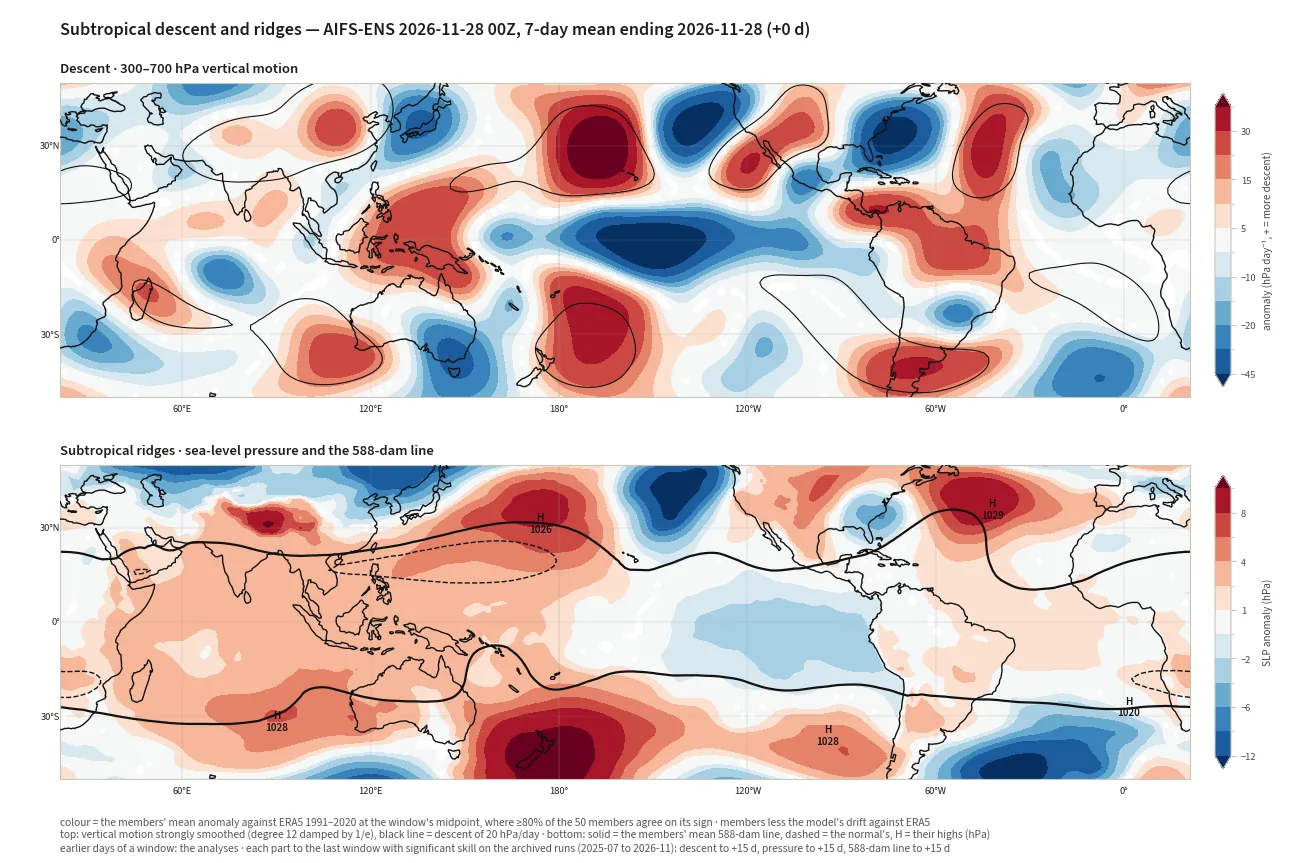 Subtropical descent and ridges — AIFS-ENS 2026-11-28 00Z, 7-day mean ending 2026-11-28 (+0 d)
Descent · 300–700 hPa vertical motion
30°N
0°
30°S
60°E
120°E
180°
120°W
60°W
0°
30
15
5
−10
−20
−45
anomaly (hPa day⁻¹, + = more descent)
Subtropical ridges · sea-level pressure and the 588-dam line
30°N
0°
30°S
H
1026
H
1029
H
1028
H
1028
H
1020
60°E
120°E
180°
120°W
60°W
0°
8
4
1
−2
−6
−12
SLP anomaly (hPa)
colour = the members' mean anomaly against ERA5 1991–2020 at the window's midpoint, where ≥80% of the 50 members agree on its sign · members less the model's drift against ERA5
top: vertical motion strongly smoothed (degree 12 damped by 1/e), black line = descent of 20 hPa/day · bottom: solid = the members' mean 588-dam line, dashed = the normal's, H = their highs (hPa)
earlier days of a window: the analyses · each part to the last window with significant skill on the archived runs (2025-07 to 2026-11): descent to +15 d, pressure to +15 d, 588-dam line to +15 d